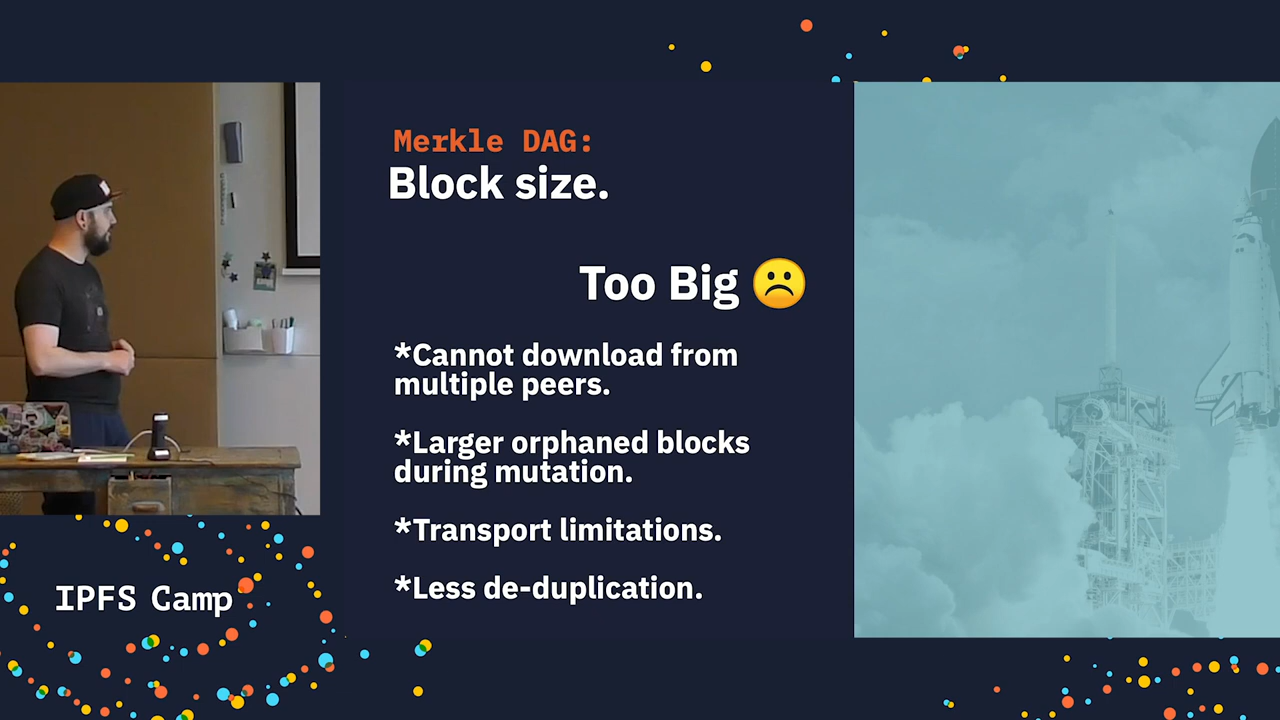 Merkle DAG:
Block size.
Too Big
*Cannot download from
multiple peers.
*Larger orphaned blocks
during mutation.
*Transport limitations.
*Less de-duplication.
IPFS Camp